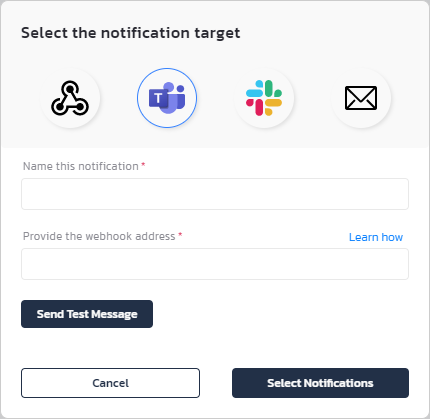 Select the notification target
T
Name this notification *
Provide the webhook address * Learn how
Send Test Message
Cancel Select Notifications